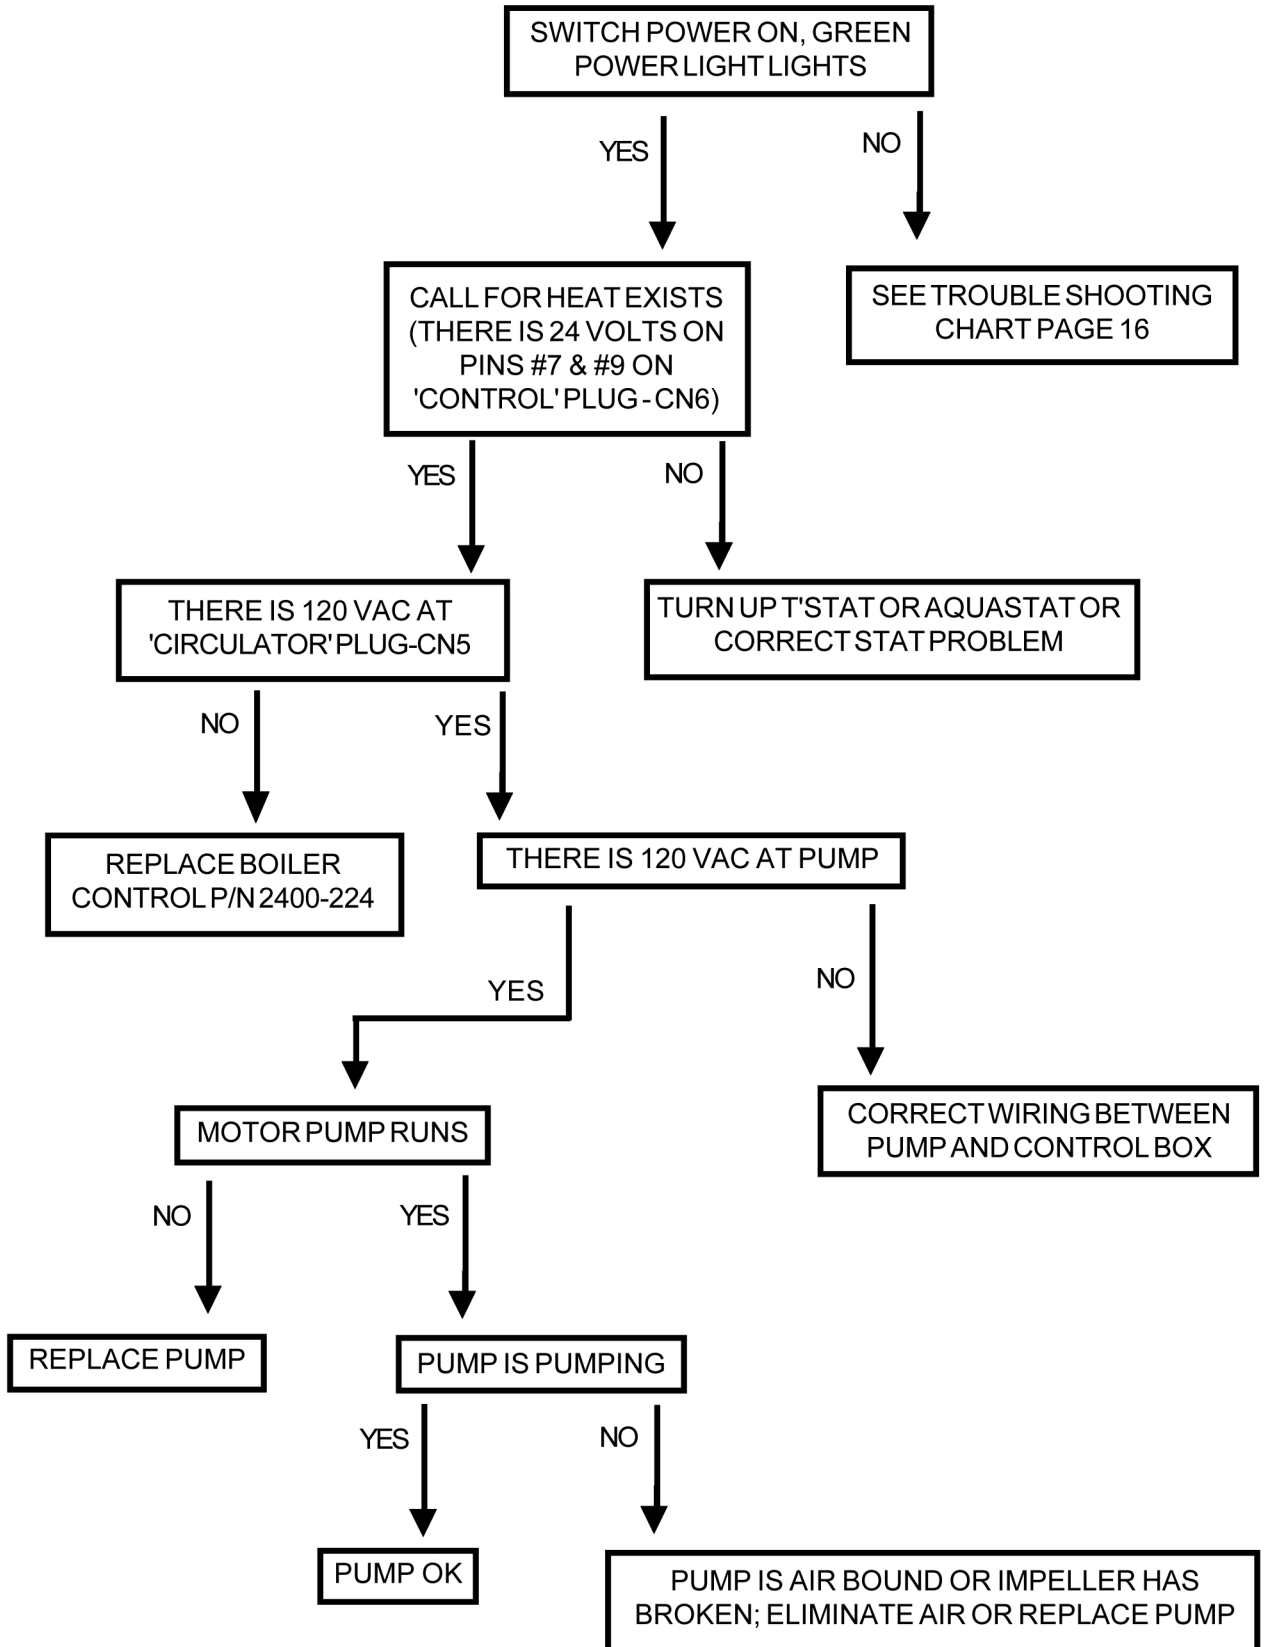 SWITCH POWER ON, GREEN
POWER LIGHT LIGHTS
YES
NO
CALL FOR HEAT EXISTS
(THERE IS 24 VOLTS ON
PINS #7 & #9 ON
'CONTROL' PLUG - CN6)
SEE TROUBLE SHOOTING
CHART PAGE 16
YES
NO
THERE IS 120 VAC AT
'CIRCULATOR' PLUG-CN5
TURN UP T'STAT OR AQUASTAT OR
CORRECT STAT PROBLEM
NO
YES
REPLACE BOILER
CONTROL P/N 2400-224
THERE IS 120 VAC AT PUMP
YES
NO
MOTOR PUMP RUNS
CORRECT WIRING BETWEEN
PUMP AND CONTROL BOX
NO
YES
REPLACE PUMP
PUMP IS PUMPING
YES
NO
PUMP OK
PUMP IS AIR BOUND OR IMPELLER HAS
BROKEN; ELIMINATE AIR OR REPLACE PUMP